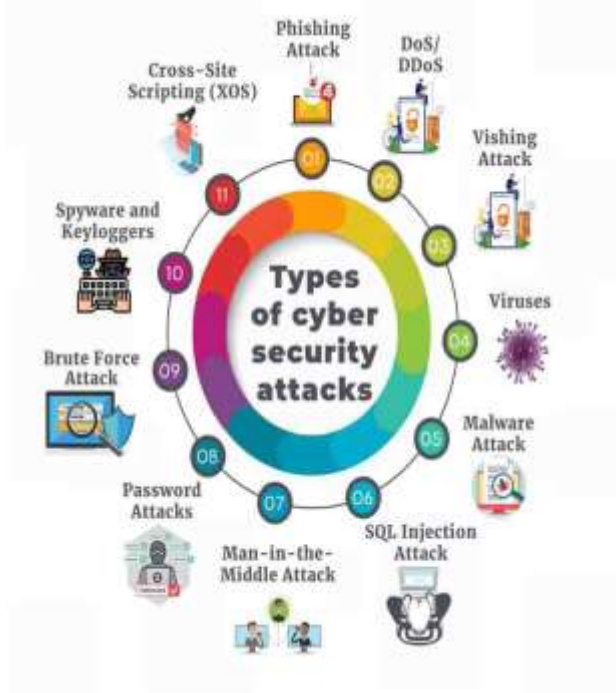 Types
of cyber
security
attacks
01
Phishing
Attack
4
02
DoS/
DDoS
03
Vishing
Attack
04
Viruses
05
Malware
Attack
06
SQL Injection
Attack
07
Man-in-the-
Middle Attack
08
Password
Attacks
09
Brute Force
Attack
10
Spyware and
Keyloggers
11
Cross-Site
Scripting (XOS)